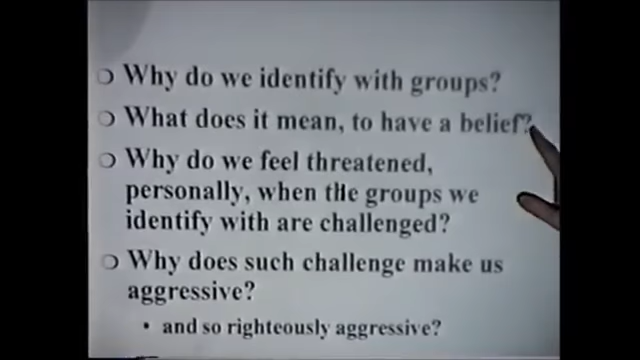 Why do we identify with groups?
What does it mean, to have a belief?
Why do we feel threatened,
personally, when the groups we
identify with are challenged?
Why does such challenge make us
aggressive?
• and so righteously aggressive?